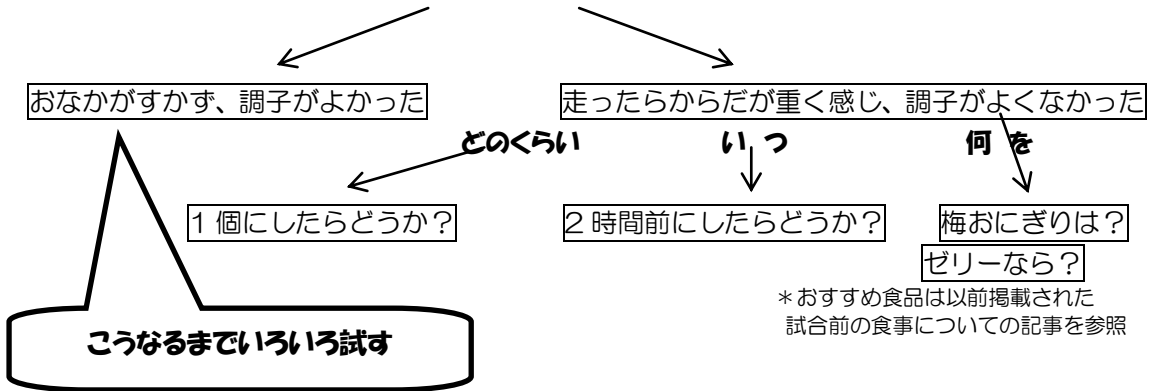 おなかがすかず、調子がよかった
走ったらからだが重く感じ、調子がよくなかった
どのくらい
いつ
何を
1個にしたらどうか？
2時間前にしたらどうか？
梅おにぎりは？
ゼリーなら？
＊おすすめ食品は以前掲載された
試合前の食事についての記事を参照
こうなるまでいろいろ試す